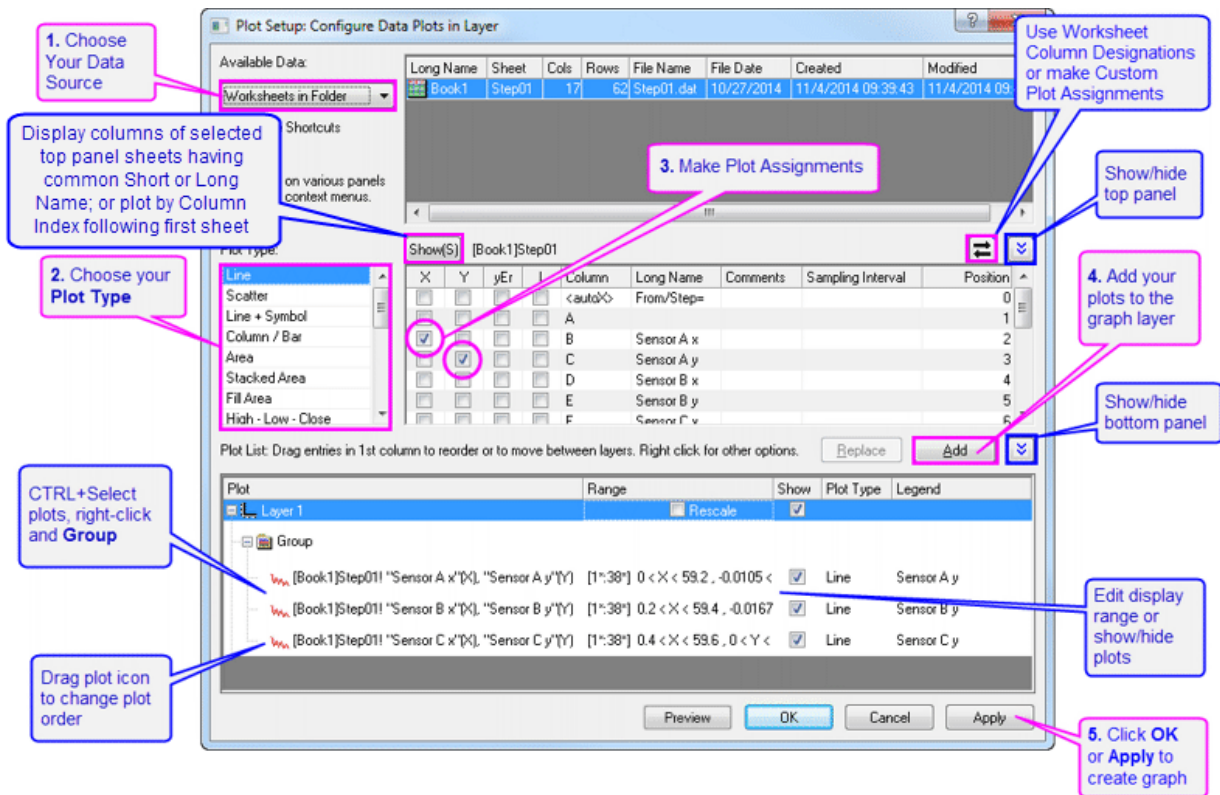 Plot Setup: Configure Data Plots in Layer
1. Choose
Your Data
Source
Available Data:
Worksheets in Folder
Shortcuts
on various panels
context menus.
Long Name Sheet Cols Rows File Name File Date Created Modified
Book1 Step01 17 62 Step01.dat 10/27/2014 11/4/2014 09:39:43 11/4/2014 09:
Use Worksheet
Column Designations
or make Custom
Plot Assignments
Display columns of selected
top panel sheets having
common Short or Long
Name; or plot by Column
Index following first sheet
3. Make Plot Assignments
Show/hide
top panel
Plot Type:
Show(S) [Book1]Step01
2. Choose your
Plot Type
Line
Scatter
Line + Symbol
Column / Bar
Area
Stacked Area
Fill Area
High - Low - Close
X Y yEr L Column Long Name Comments Sampling Interval Position
<autoX> From/Step= 0
A 1
B Sensor A x 2
C Sensor A y 3
D Sensor B x 4
E Sensor B y 5
F Sensor C x 6
4. Add your
plots to the
graph layer
Show/hide
bottom panel
Plot List: Drag entries in 1st column to reorder or to move between layers. Right click for other options.
Replace
Add
Plot Range Show Plot Type Legend
Layer 1 Rescale
Group
[Book1]Step01! "Sensor A x"(X), "Sensor A y"(Y) [1*:38*] 0 < X < 59.2 , -0.0105 < Line Sensor A y
[Book1]Step01! "Sensor B x"(X), "Sensor B y"(Y) [1*:38*] 0.2 < X < 59.4 , -0.0167 Line Sensor B y
[Book1]Step01! "Sensor C x"(X), "Sensor C y"(Y) [1*:38*] 0.4 < X < 59.6 , 0 < Y < Line Sensor C y
CTRL+Select
plots, right-click
and Group
Drag plot icon
to change plot
order
Edit display
range or
show/hide
plots
Preview
OK
Cancel
Apply
5. Click OK
or Apply to
create graph